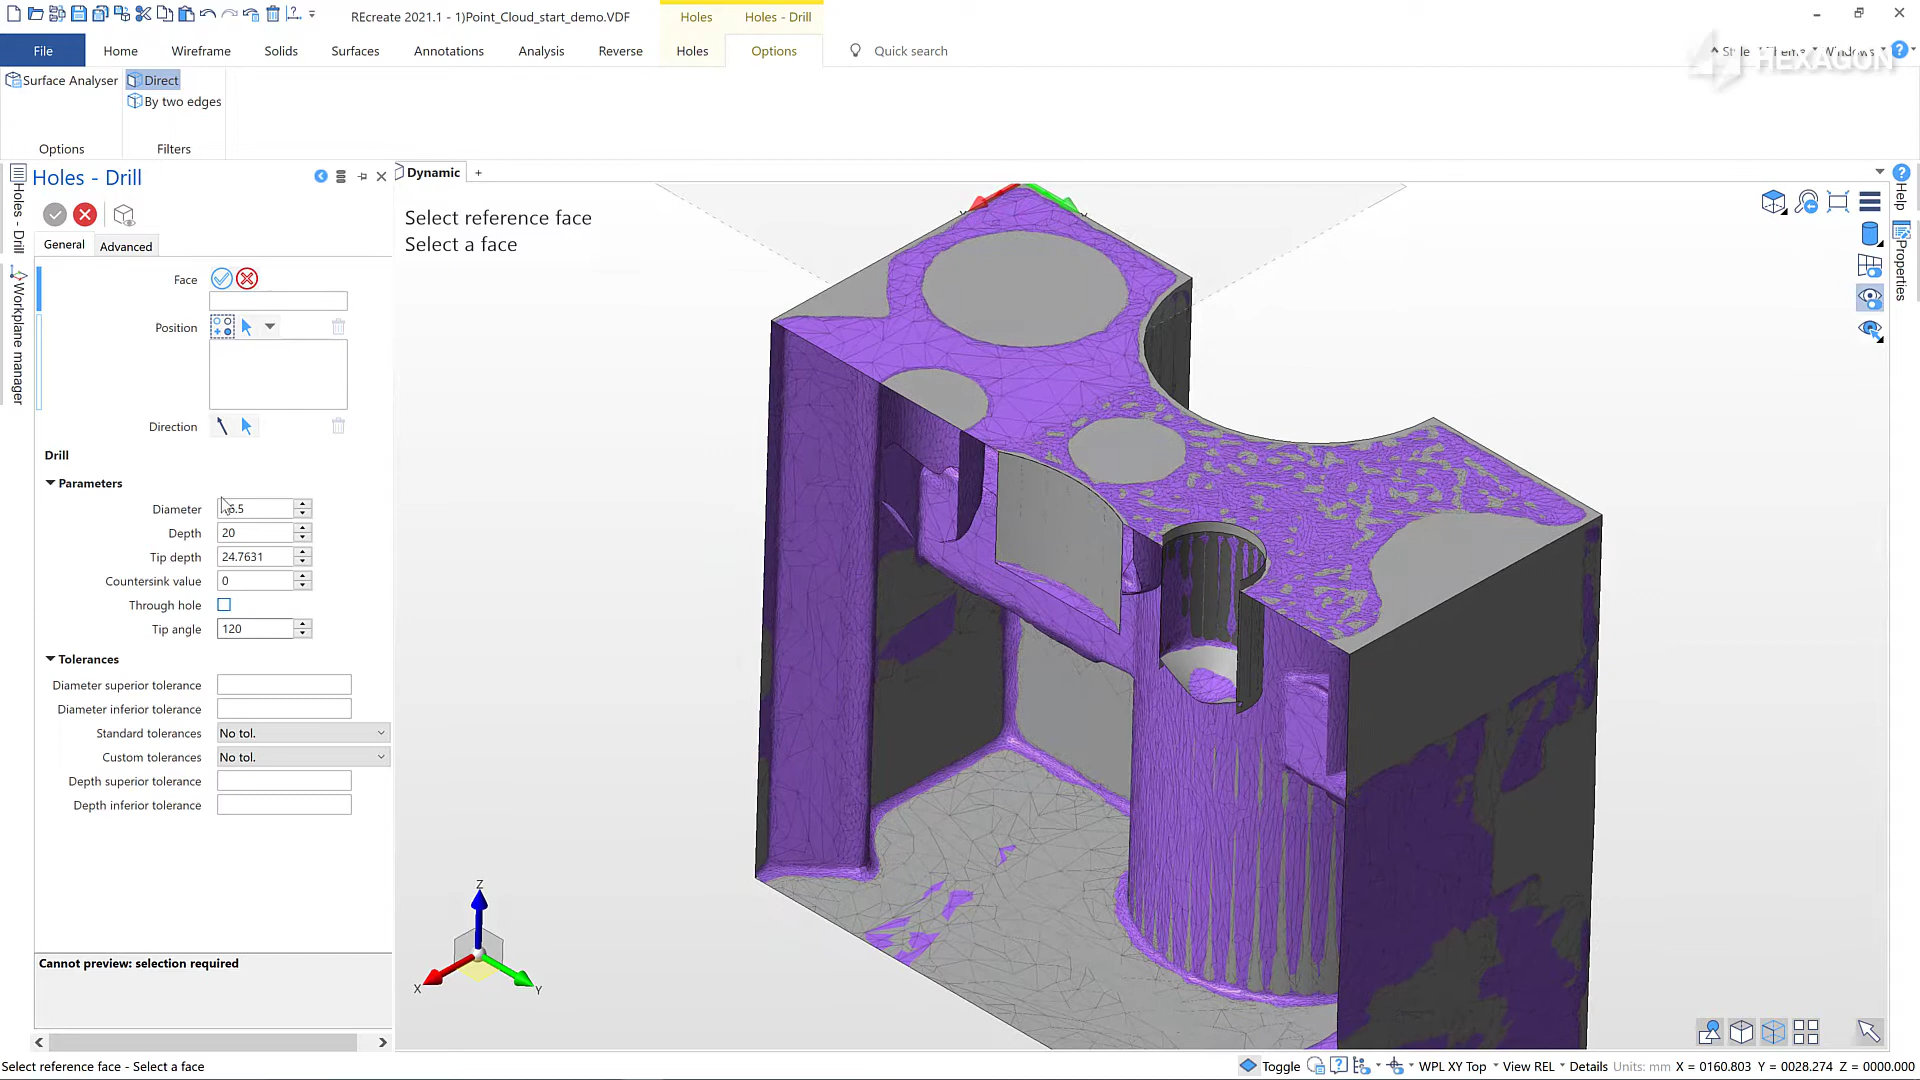 REcreate 2021.1 - 1)Point_Cloud_start_demo.VDF
Holes
Holes - Drill
File
Home
Wireframe
Solids
Surfaces
Annotations
Analysis
Reverse
Holes
Options
Quick search
Style
Theme
Windows
HEXAGON
Surface Analyser
Direct
By two edges
Options
Filters
Holes - Drill
Holes - Drill
Workplane manager
General
Advanced
Face
Position
Direction
Drill
Parameters
Diameter
Depth
20
Tip depth
24.7631
Countersink value
0
Through hole
Tip angle
120
Tolerances
Diameter superior tolerance
Diameter inferior tolerance
Standard tolerances
No tol.
Custom tolerances
No tol.
Depth superior tolerance
Depth inferior tolerance
Cannot preview: selection required
Dynamic
+
Select reference face
Select a face
Z
X
Y
Help
Properties
Select reference face - Select a face
Toggle
WPL XY Top
View REL
Details
Units: mm
X = 0160.803
Y = 0028.274
Z = 0000.000